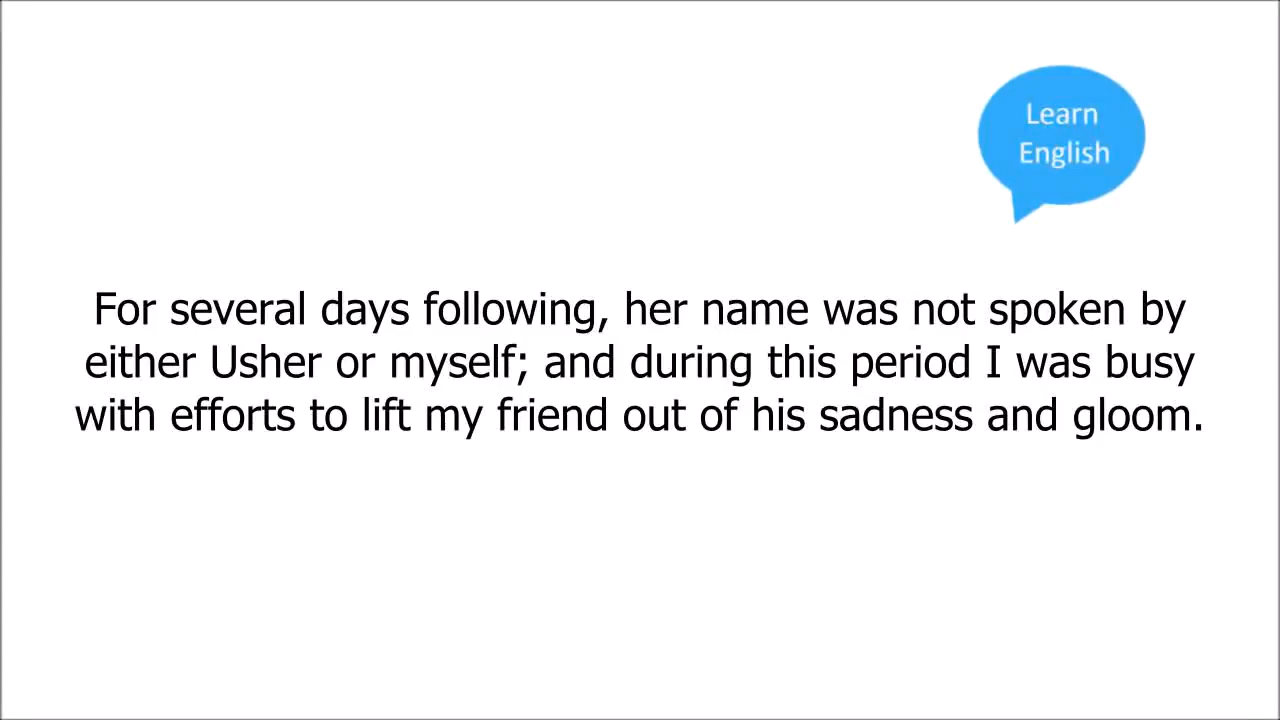 Learn
English
For several days following, her name was not spoken by
either Usher or myself; and during this period I was busy
with efforts to lift my friend out of his sadness and gloom.